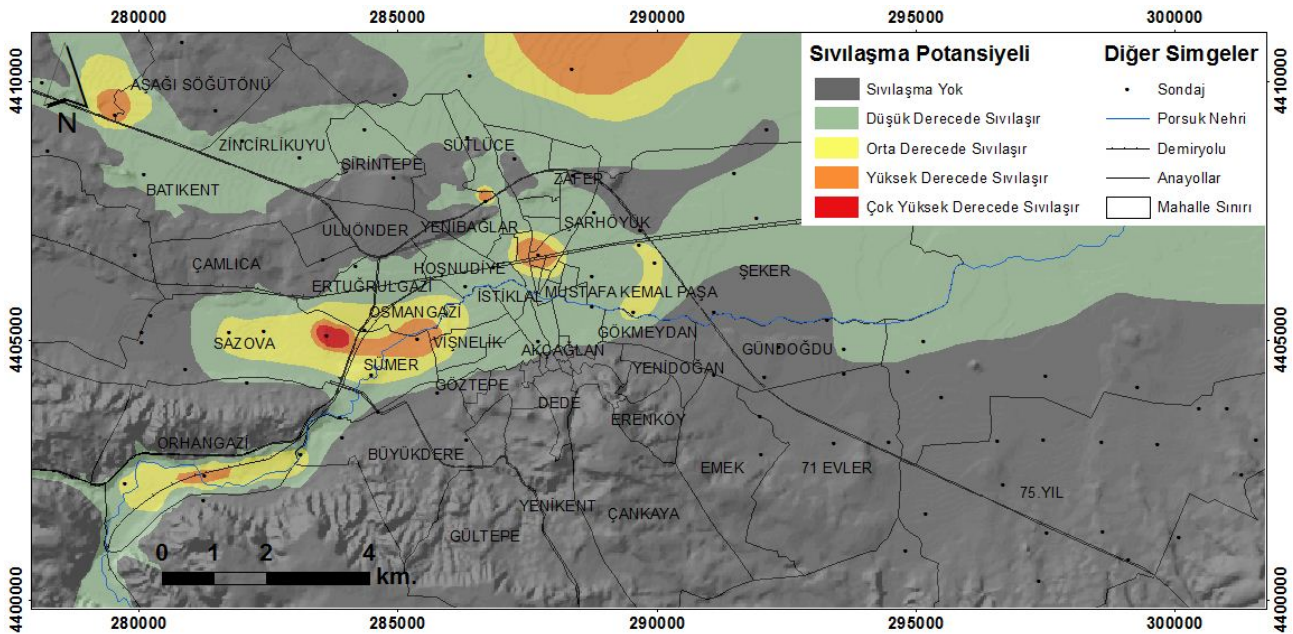 280000 285000 290000 295000 300000
4410000 4410000
4405000 4405000
4400000 4400000
Sıvılaşma Potansiyeli
Sıvılaşma Yok
Düşük Derecede Sıvılaşır
Orta Derecede Sıvılaşır
Yüksek Derecede Sıvılaşır
Çok Yüksek Derecede Sıvılaşır
Diğer Simgeler
Sondaj
Porsuk Nehri
Demiryolu
Anayollar
Mahalle Sınırı
N
AŞAĞI SÖĞÜTÖNÜ
ZİNCİRLİKUYU
SÜTLÜCE
ŞİRİNTEPE
BATIKENT
ZAFER
ULUÖNDER
YENİBAĞLAR
ŞARHÖYÜK
ÇAMLICA
HOŞNUDİYE
ŞEKER
ERTUĞRULGAZİ
İSTİKLAL
MUSTAFA KEMAL PAŞA
OSMANGAZİ
GÖKMEYDAN
SAZOVA
VİŞNELİK
AKÇAĞLAN
GÜNDOĞDU
SÜMER
YENİDOĞAN
GÖZTEPE
DEDE
ERENKÖY
ORHANGAZİ
BÜYÜKDERE
EMEK
71 EVLER
75.YIL
YENİKENT
ÇANKAYA
GÜLTEPE
0 1 2 4
km.
280000 285000 290000 295000 300000